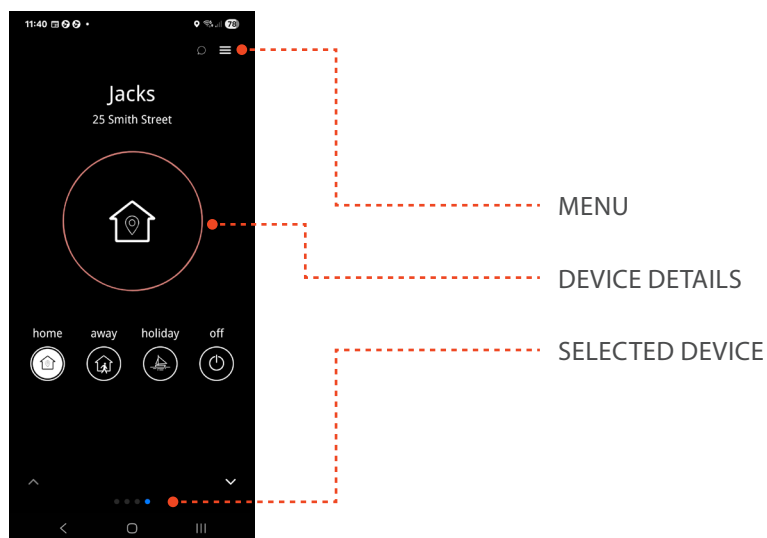 11:40
78
Jacks
25 Smith Street
home away holiday off
MENU
DEVICE DETAILS
SELECTED DEVICE